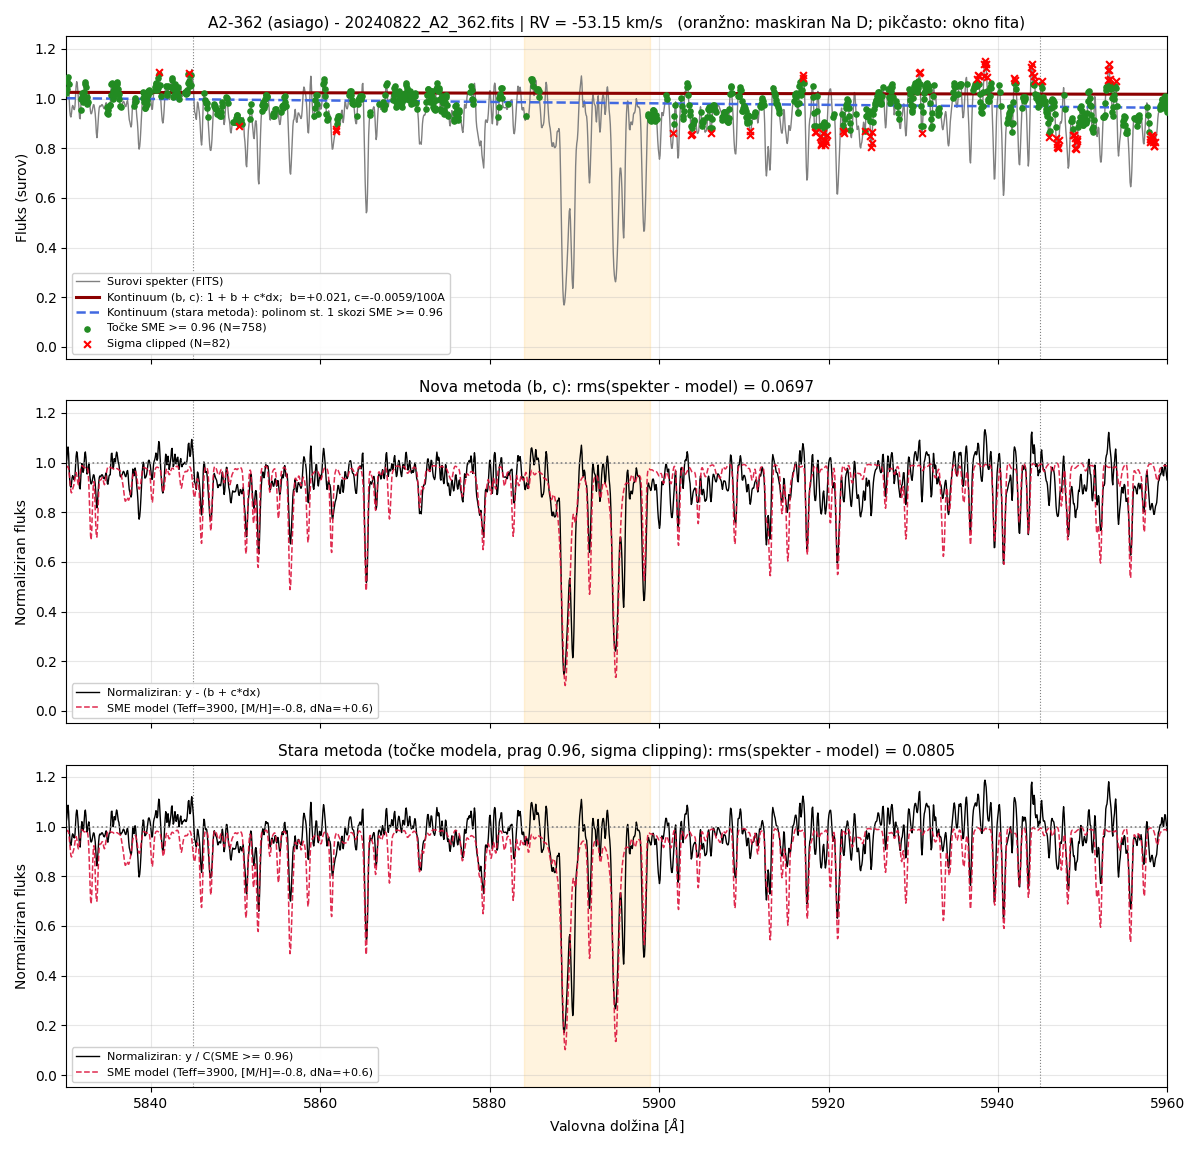 A2-362 (asiago) - 20240822_A2_362.fits | RV = -53.15 km/s   (oranžno: maskiran Na D; pikčasto: okno fita)
1.2
1.0
0.8
0.6
0.4
0.2
0.0
Fluks (surov)
Surovi spekter (FITS)
Kontinuum (b, c): 1 + b + c*dx;  b=+0.021, c=-0.0059/100A
Kontinuum (stara metoda): polinom st. 1 skozi SME >= 0.96
Točke SME >= 0.96 (N=758)
Sigma clipped (N=82)
Nova metoda (b, c): rms(spekter - model) = 0.0697
1.2
1.0
0.8
0.6
0.4
0.2
0.0
Normaliziran fluks
Normaliziran: y - (b + c*dx)
SME model (Teff=3900, [M/H]=-0.8, dNa=+0.6)
Stara metoda (točke modela, prag 0.96, sigma clipping): rms(spekter - model) = 0.0805
1.2
1.0
0.8
0.6
0.4
0.2
0.0
Normaliziran fluks
Normaliziran: y / C(SME >= 0.96)
SME model (Teff=3900, [M/H]=-0.8, dNa=+0.6)
5840 5860 5880 5900 5920 5940 5960
Valovna dolžina [Å]